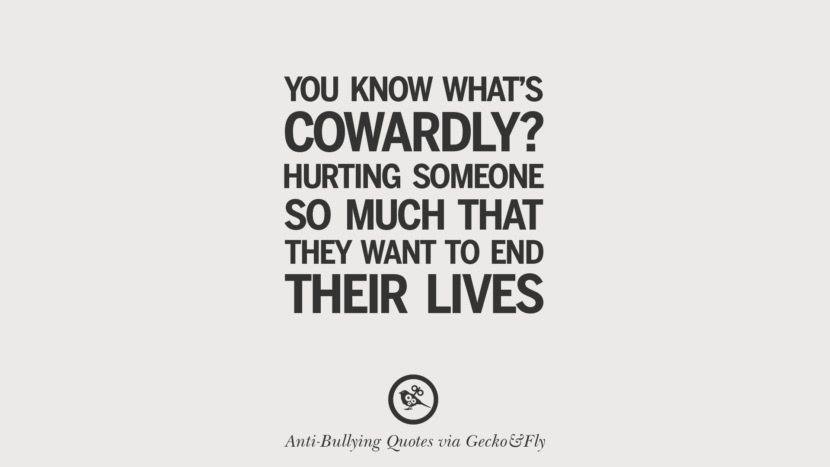 YOU KNOW WHAT'S
COWARDLY?
HURTING SOMEONE
SO MUCH THAT
THEY WANT TO END
THEIR LIVES
Anti-Bullying Quotes via Gecko&Fly